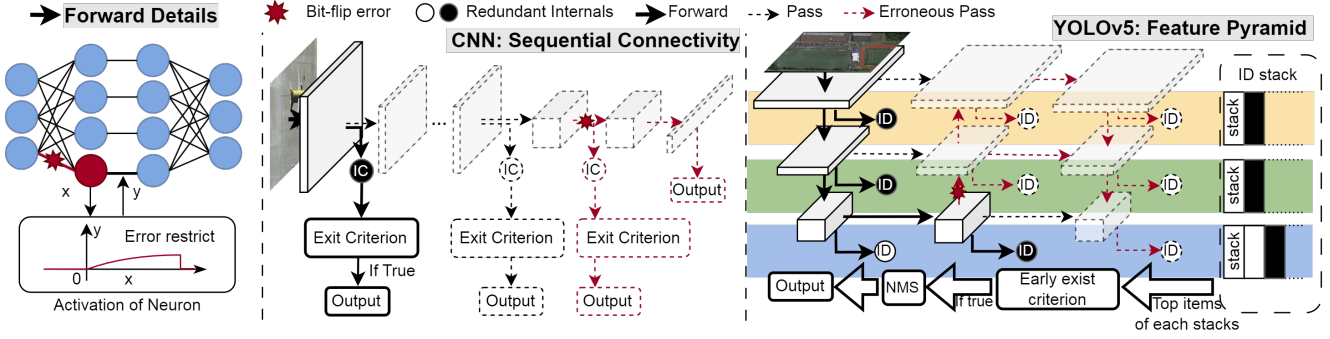 Forward Details
Bit-flip error
Redundant Internals
Forward
Pass
Erroneous Pass
CNN: Sequential Connectivity
YOLOv5: Feature Pyramid
x
y
y
Error restrict
0
x
Activation of Neuron
...
IC
IC
IC
Exit Criterion
Exit Criterion
Exit Criterion
If True
Output
Output
Output
Output
ID stack
ID
ID
ID
stack
ID
ID
ID
stack
ID
ID
ID
stack
Output
NMS
If true
Early exist
criterion
Top items
of each stacks